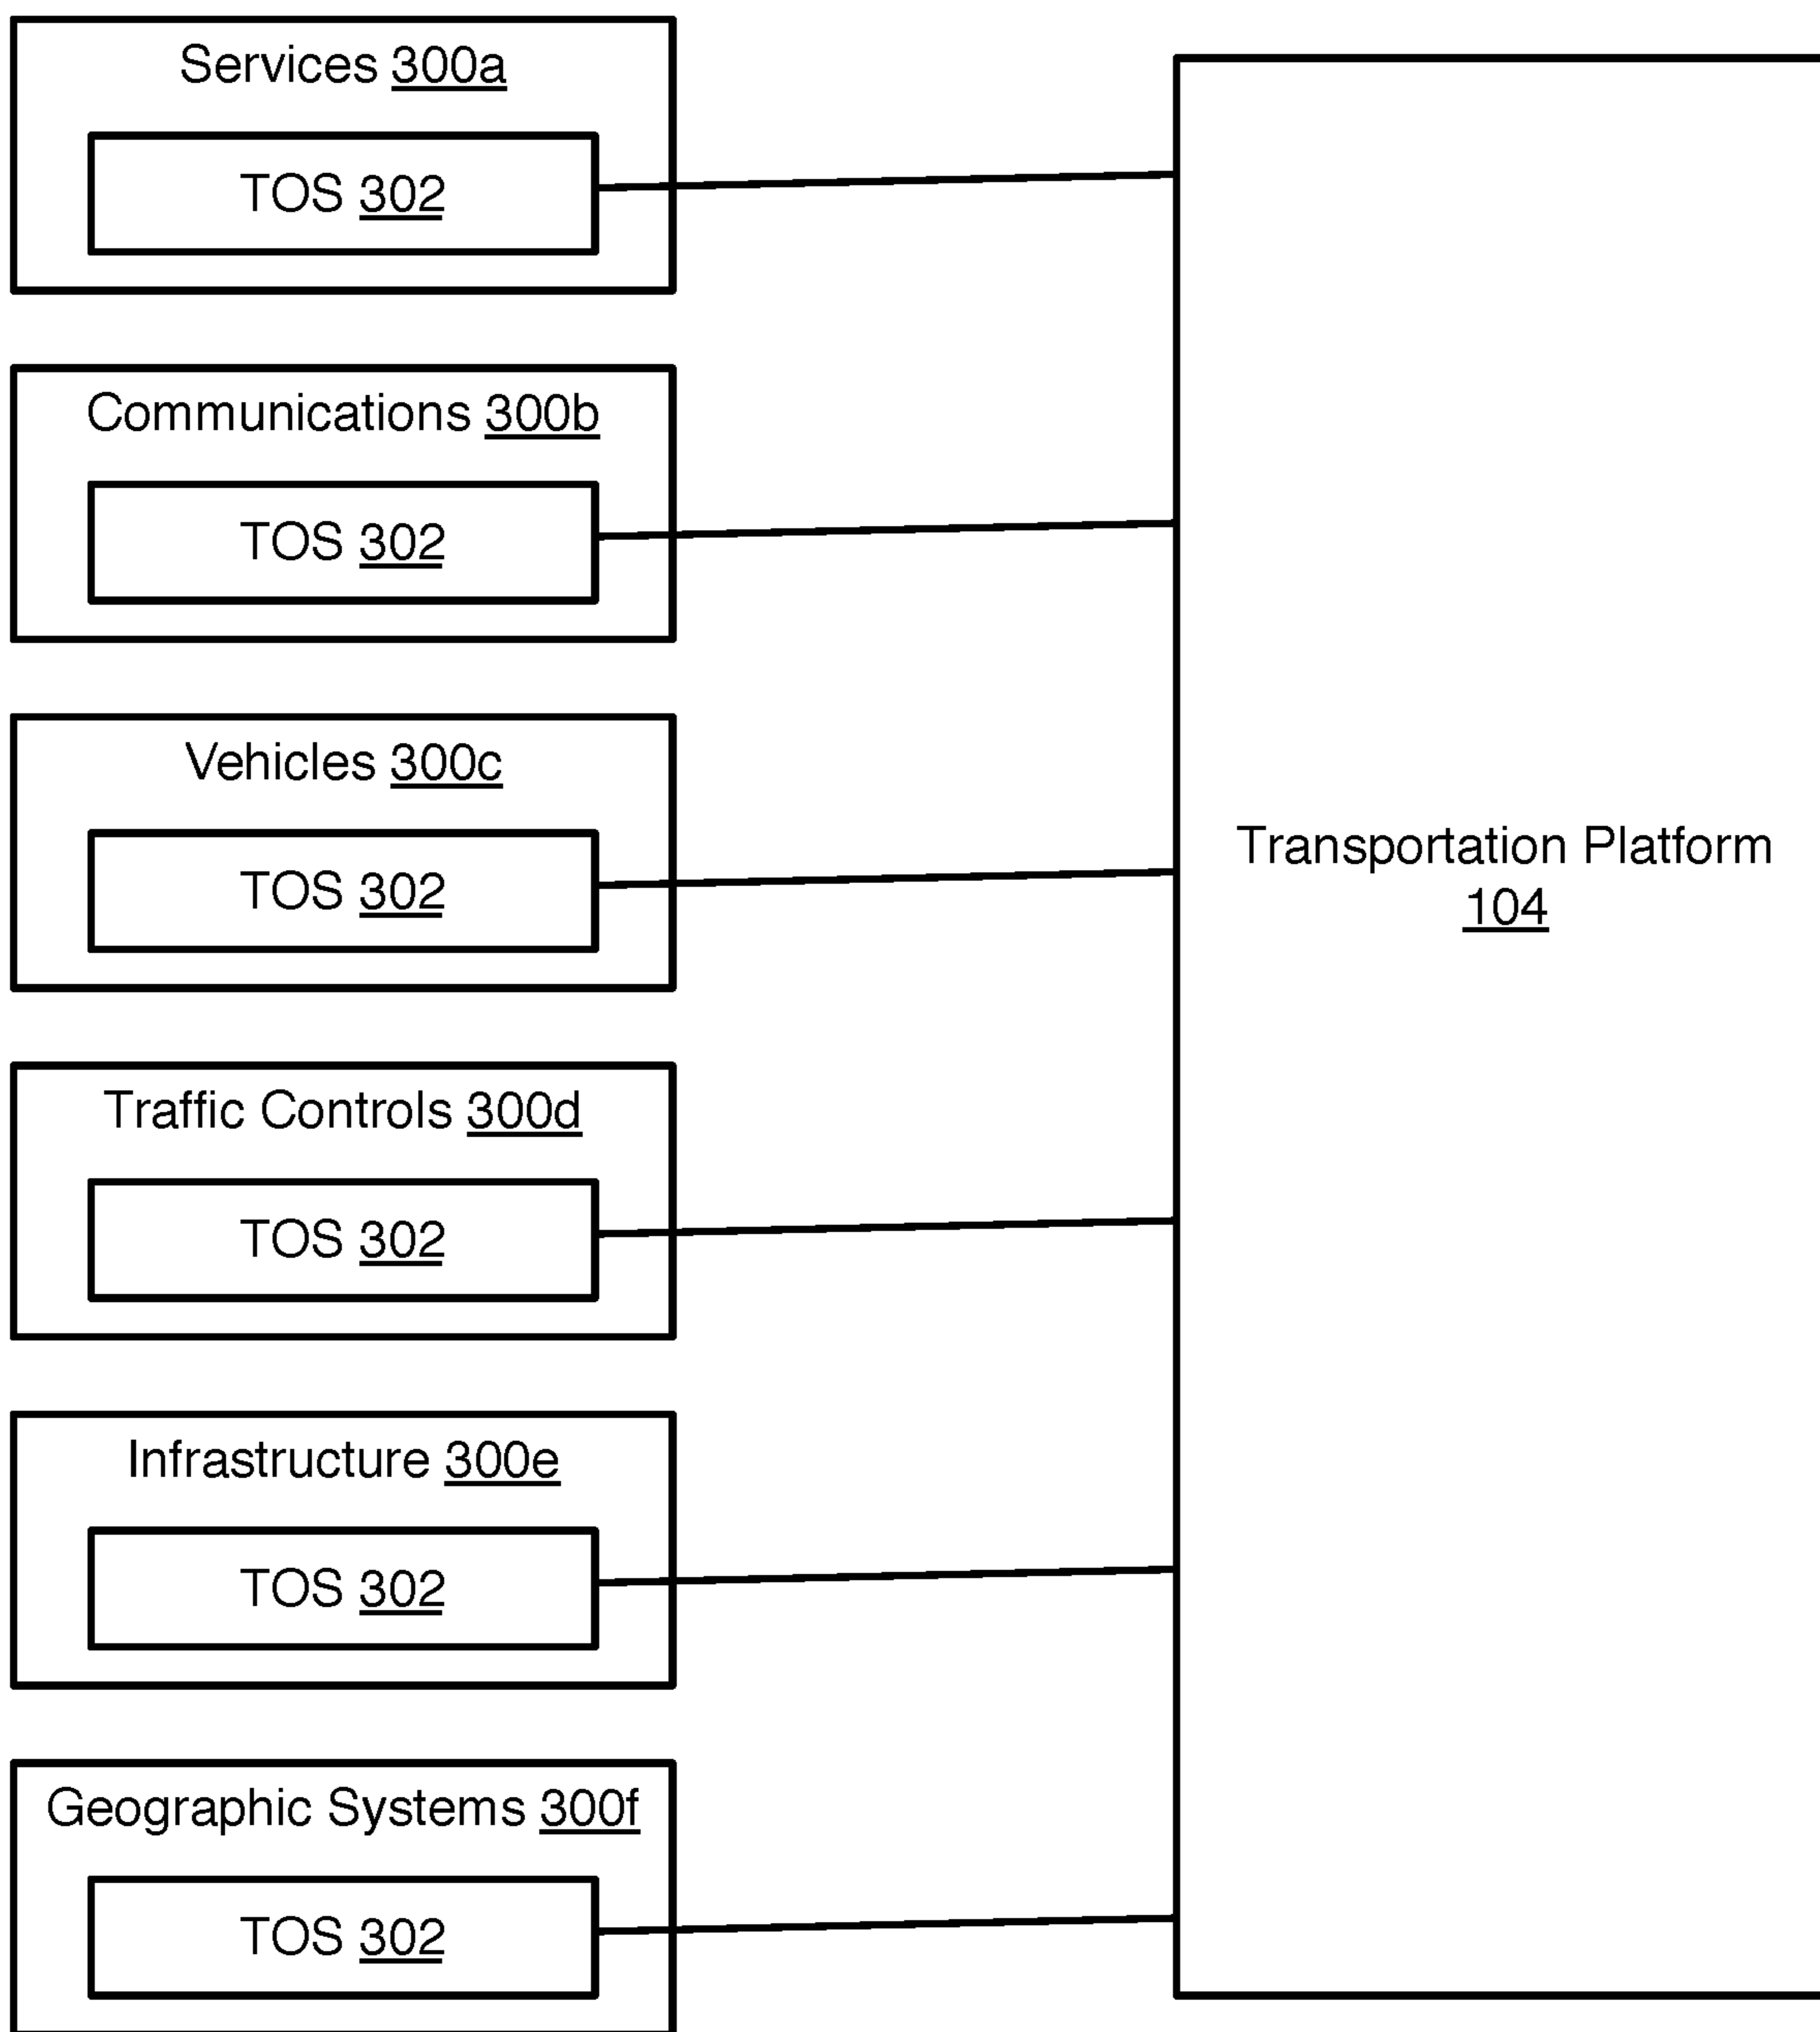 Services 300a
TOS 302
Communications 300b
TOS 302
Vehicles 300c
TOS 302
Traffic Controls 300d
TOS 302
Infrastructure 300e
TOS 302
Geographic Systems 300f
TOS 302
Transportation Platform
104